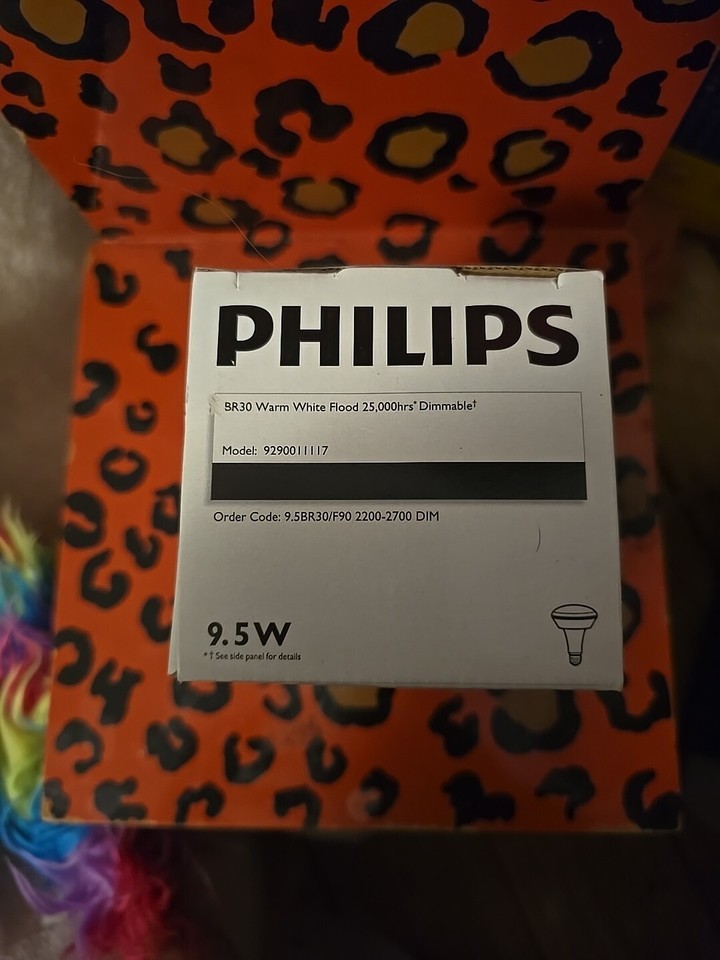 PHILIPS
BR30 Warm White Flood 25,000hrs* Dimmable†
Model: 9290011117
Order Code: 9.5BR30/F90 2200-2700 DIM
9.5W
*† See side panel for details